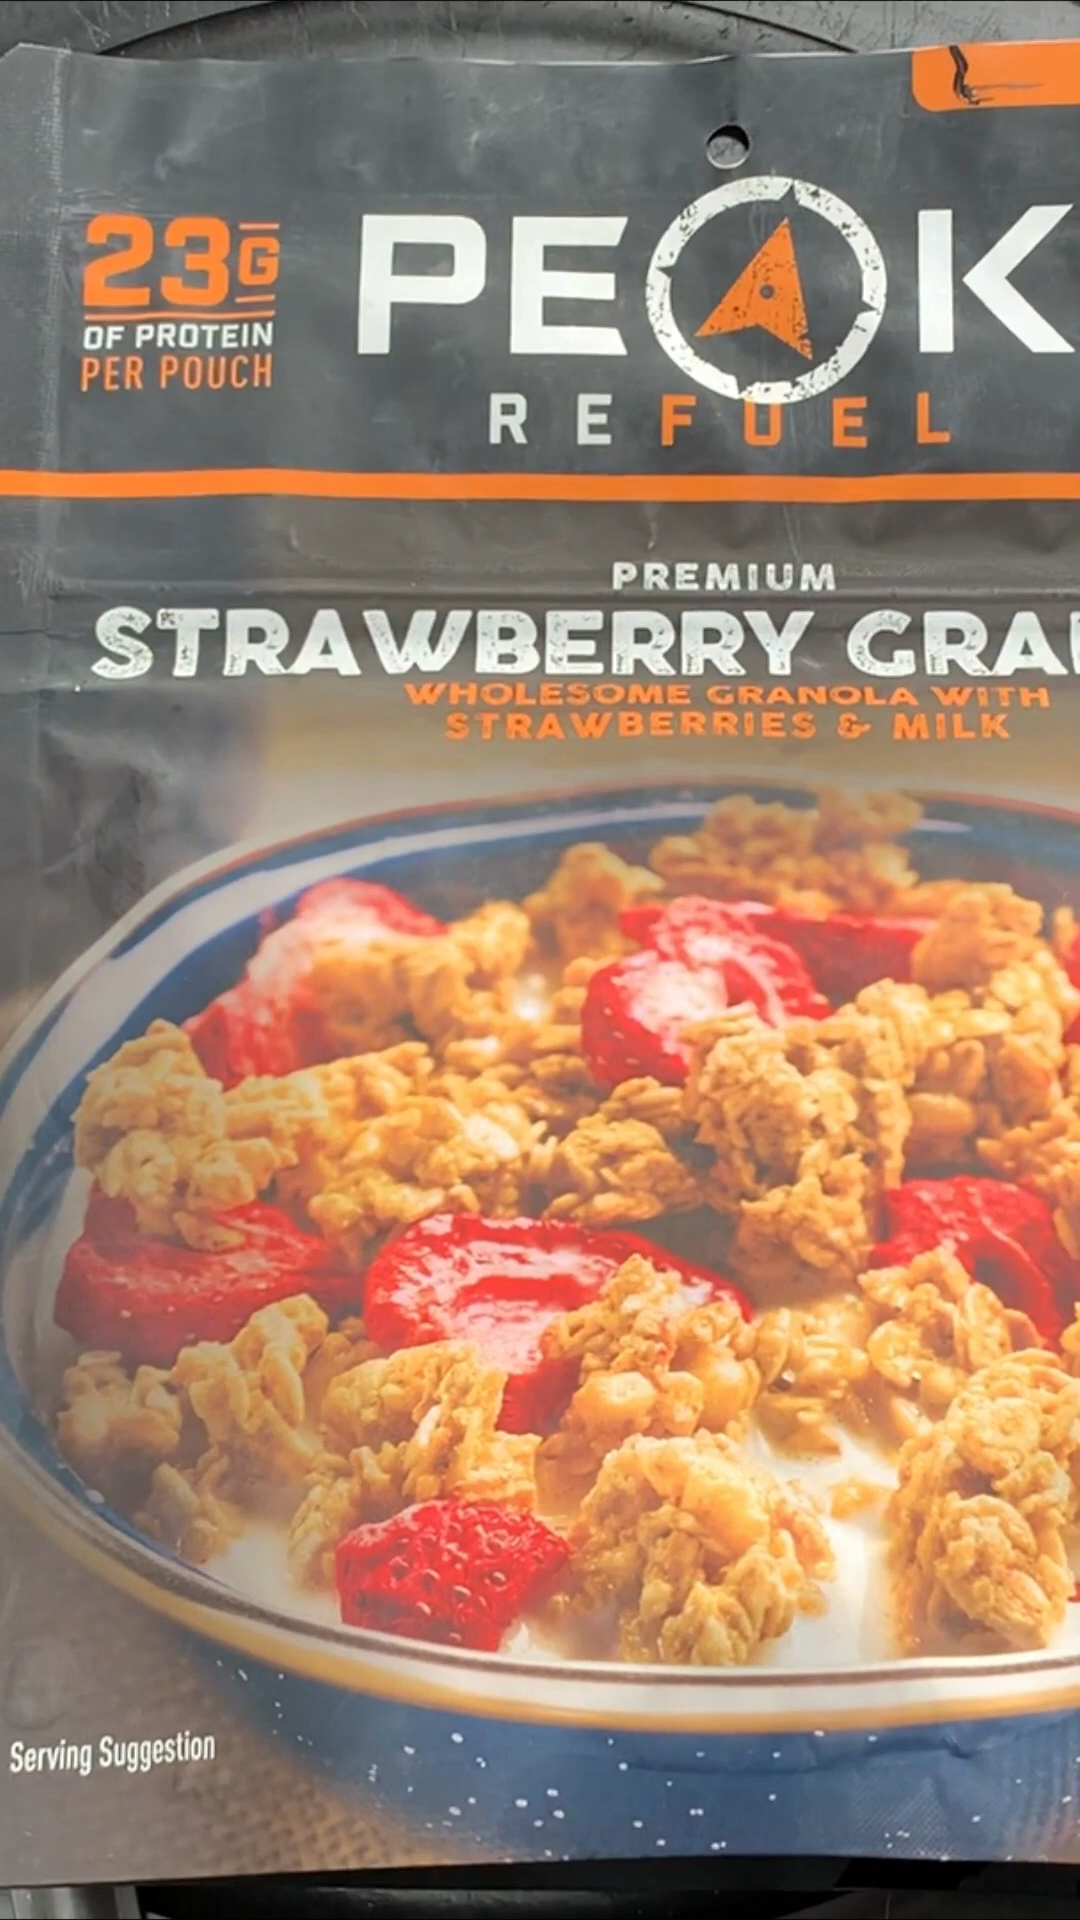 23G
OF PROTEIN
PER POUCH
PEAK
REFUEL
PREMIUM
STRAWBERRY GRA
WHOLESOME GRANOLA WITH
STRAWBERRIES & MILK
Serving Suggestion